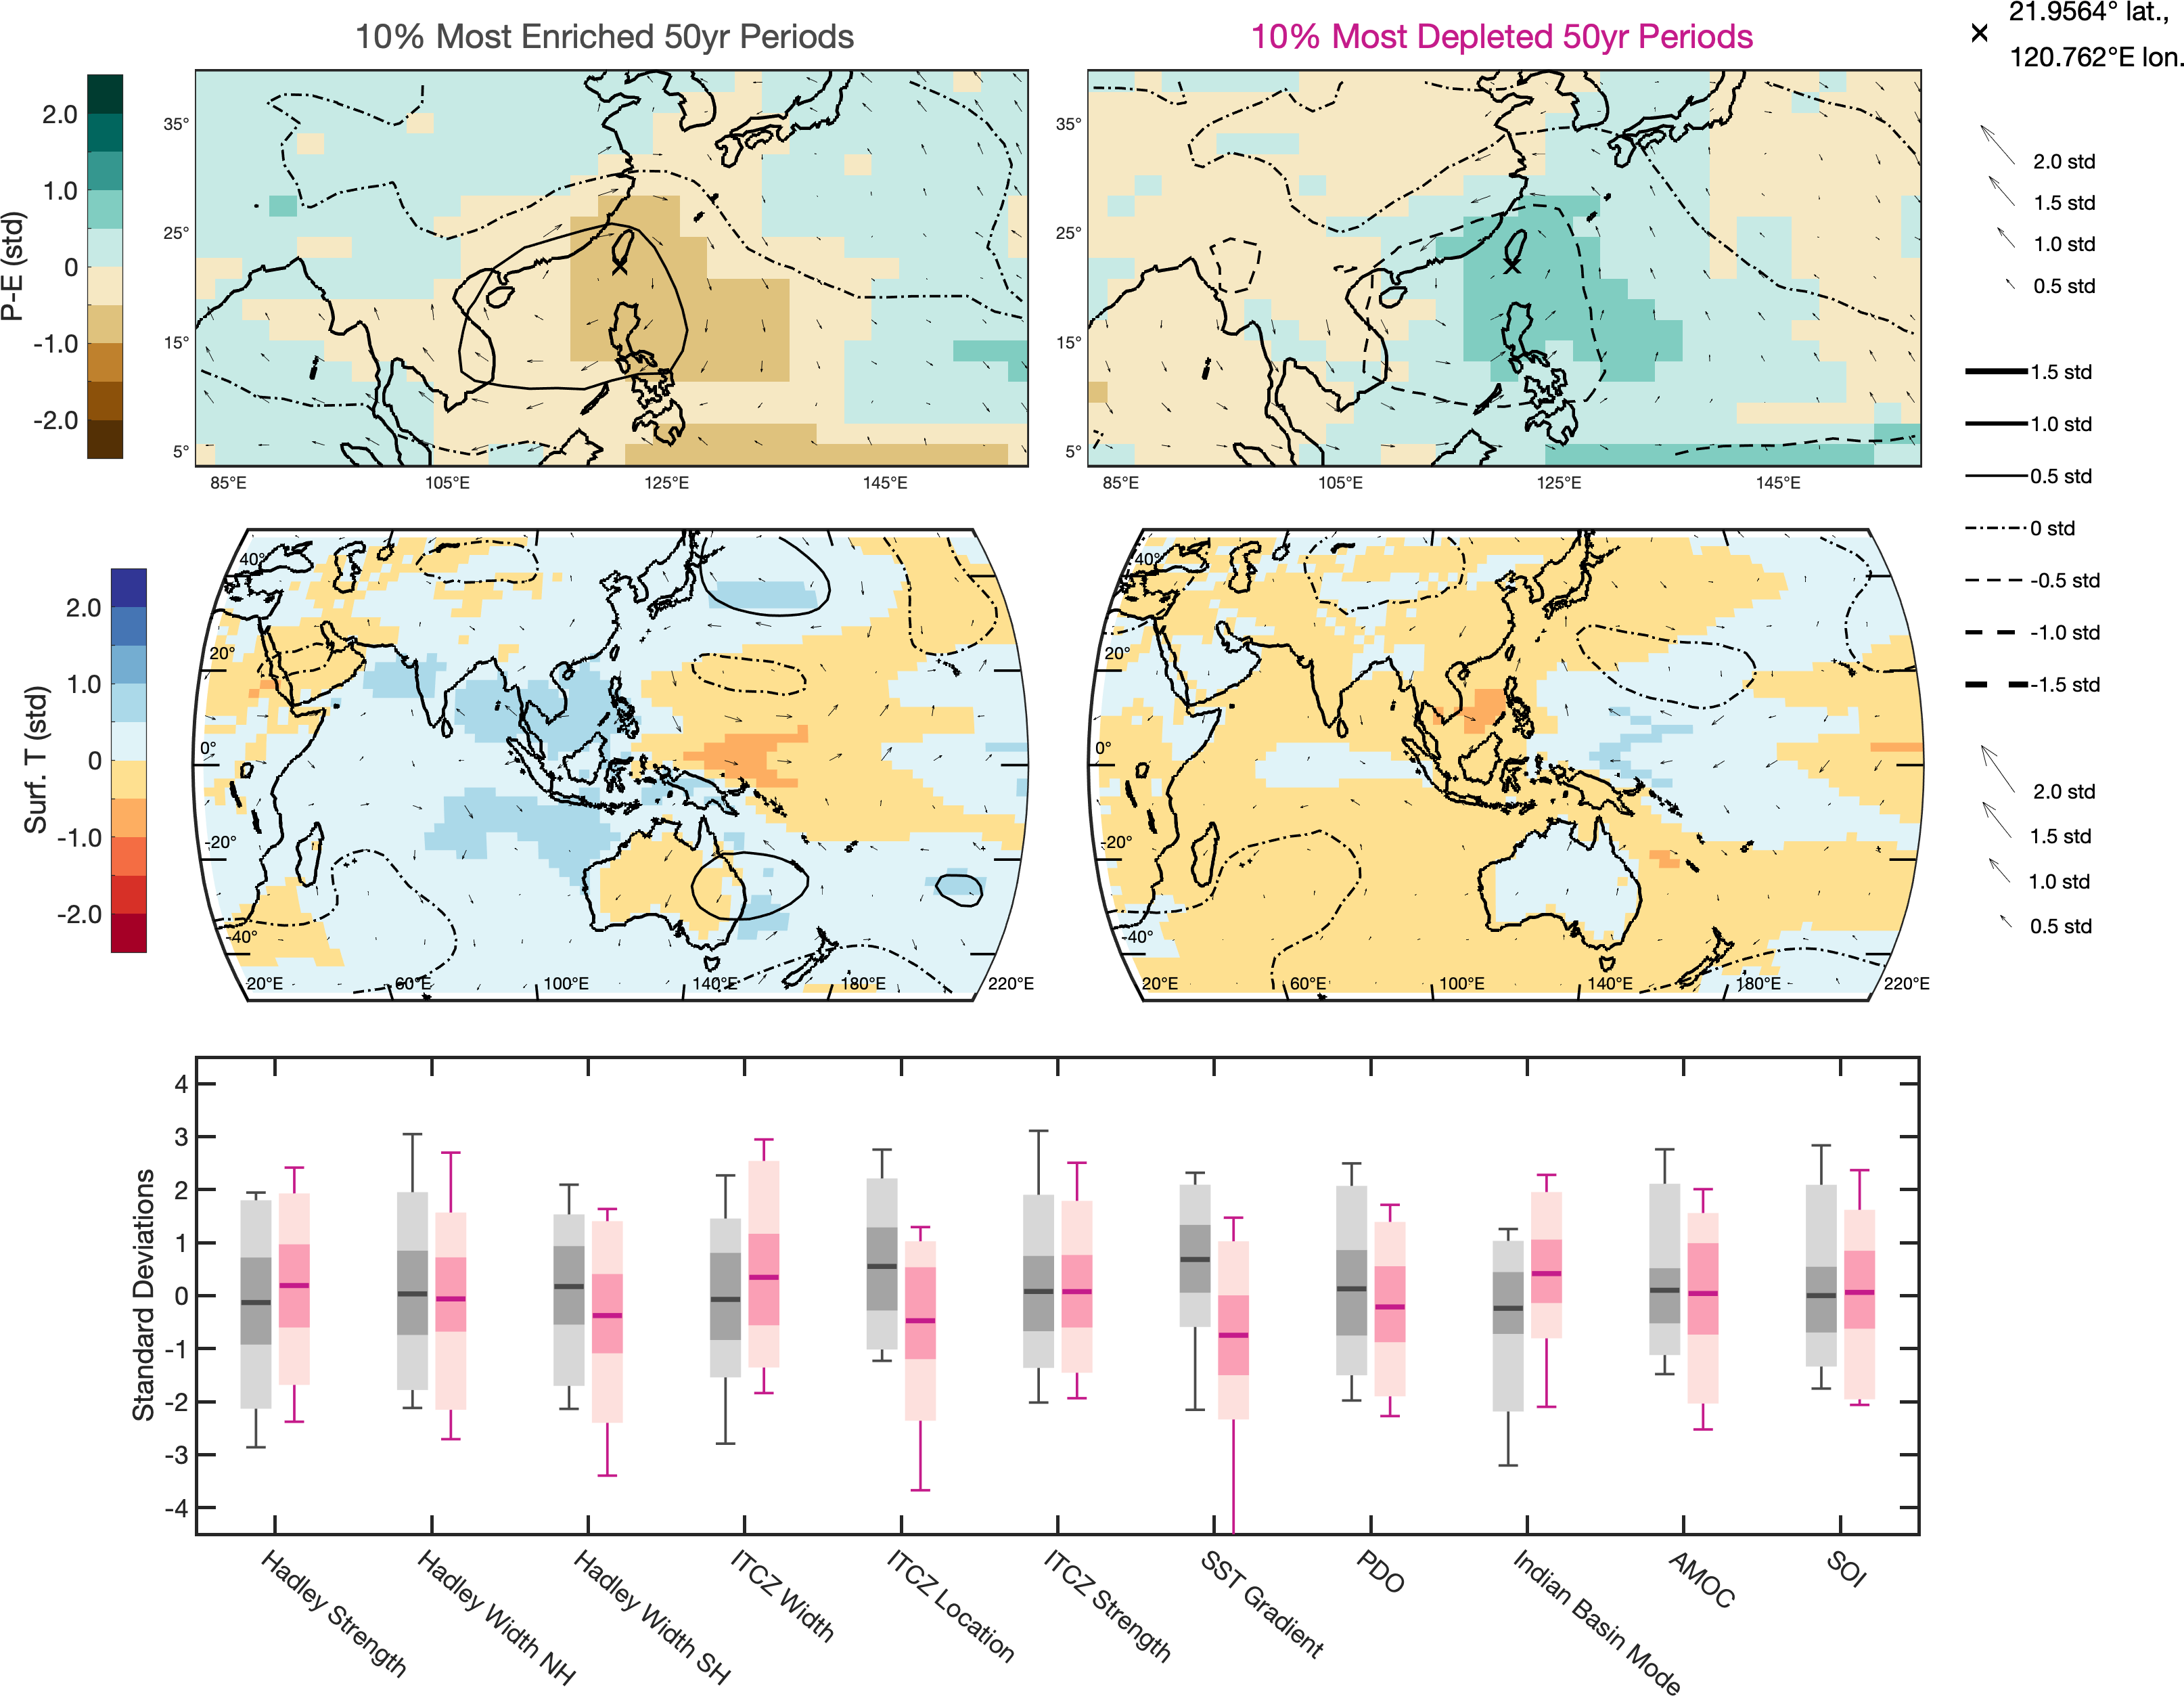 10% Most Enriched 50yr Periods
10% Most Depleted 50yr Periods
21.9564° lat.,
120.762°E lon.
P-E (std)
2.0
1.0
0
-1.0
-2.0
35°
25°
15°
5°
85°E
105°E
125°E
145°E
35°
25°
15°
5°
85°E
105°E
125°E
145°E
2.0 std
1.5 std
1.0 std
0.5 std
1.5 std
1.0 std
0.5 std
0 std
-0.5 std
-1.0 std
-1.5 std
2.0 std
1.5 std
1.0 std
0.5 std
Surf. T (std)
2.0
1.0
0
-1.0
-2.0
40°
20°
0°
-20°
-40°
20°E
60°E
100°E
140°E
180°E
220°E
40°
20°
0°
-20°
-40°
20°E
60°E
100°E
140°E
180°E
220°E
Standard Deviations
4
3
2
1
0
-1
-2
-3
-4
Hadley Strength
Hadley Width NH
Hadley Width SH
ITCZ Width
ITCZ Location
ITCZ Strength
SST Gradient
PDO
Indian Basin Mode
AMOC
SOI